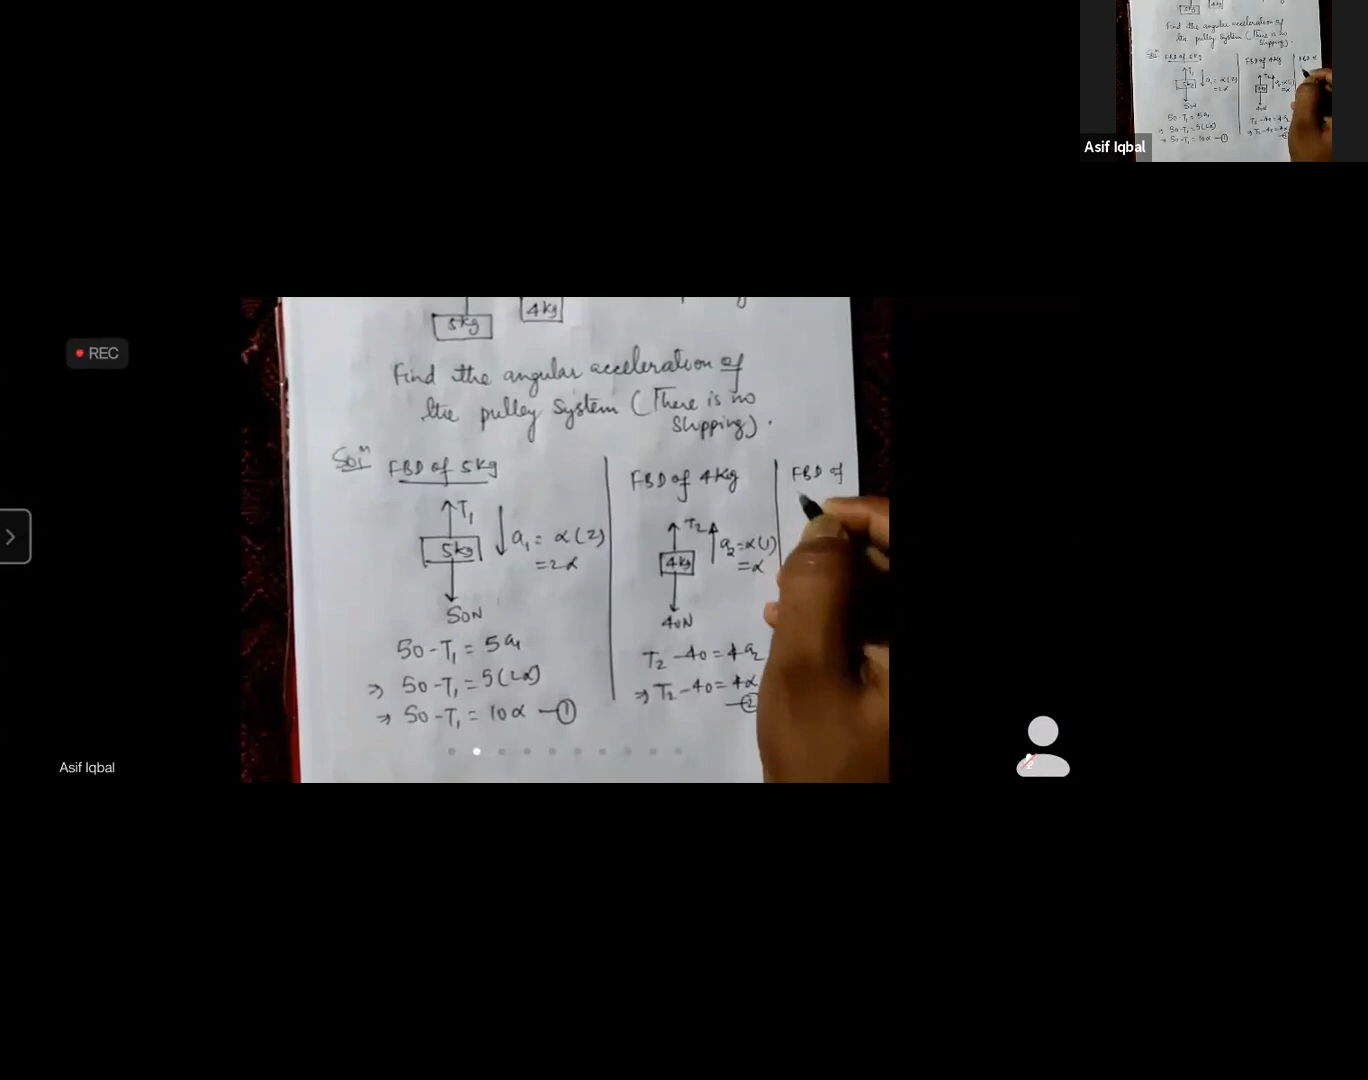 Asif Iqbal
REC
5kg
4kg
Find the angular acceleration of
the pulley System (There is no
slipping).
Solⁿ
FBD of 5kg
T₁
5kg
a₁ = α(2)
= 2α
50N
50 - T₁ = 5a₁
⇒ 50 - T₁ = 5(2α)
⇒ 50 - T₁ = 10α —①
FBD of 4kg
T₂
a₂ = α(1)
= α
4kg
40N
T₂ - 40 = 4a₂
⇒ T₂ - 40 = 4α
—②
FBD of
Asif Iqbal